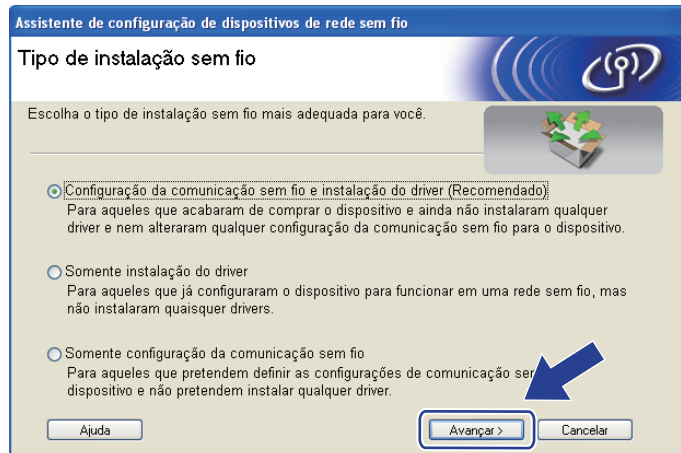 Assistente de configuração de dispositivos de rede sem fio
Tipo de instalação sem fio
Escolha o tipo de instalação sem fio mais adequada para você.
Configuração da comunicação sem fio e instalação do driver (Recomendado)
Para aqueles que acabaram de comprar o dispositivo e ainda não instalaram qualquer
driver e nem alteraram qualquer configuração da comunicação sem fio para o dispositivo.
Somente instalação do driver
Para aqueles que já configuraram o dispositivo para funcionar em uma rede sem fio, mas
não instalaram quaisquer drivers.
Somente configuração da comunicação sem fio
Para aqueles que pretendem definir as configurações de comunicação
dispositivo e não pretendem instalar qualquer driver.
Ajuda
Avançar >
Cancelar